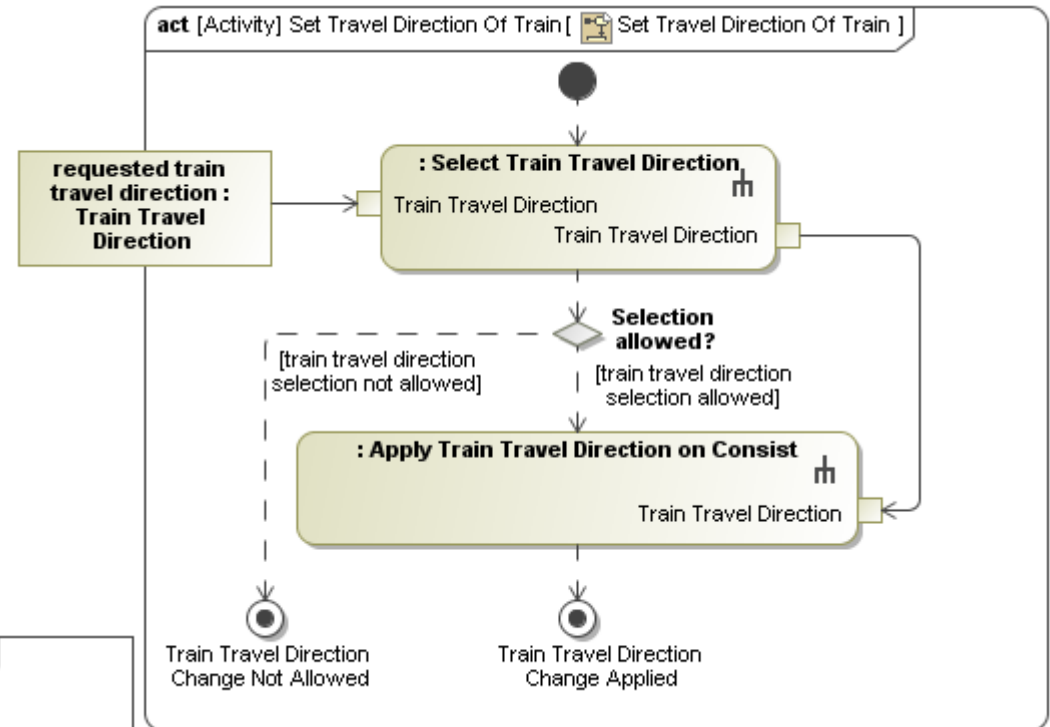 act [Activity] Set Travel Direction Of Train [ Set Travel Direction Of Train ]
requested train
travel direction :
Train Travel
Direction
: Select Train Travel Direction
Train Travel Direction
Train Travel Direction
Selection
allowed?
[train travel direction
selection not allowed]
[train travel direction
selection allowed]
: Apply Train Travel Direction on Consist
Train Travel Direction
Train Travel Direction
Change Not Allowed
Train Travel Direction
Change Applied